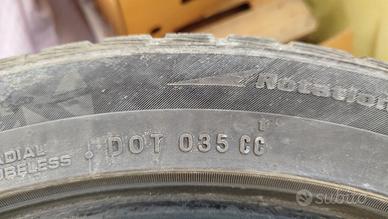 Rotation
RADIAL
TUBELESS
DOT 035 CC
subito